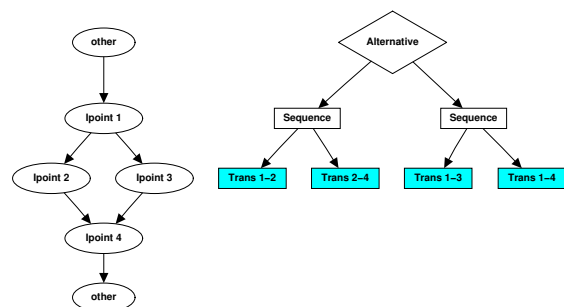 other
Ipoint 1
Ipoint 2
Ipoint 3
Ipoint 4
other
Alternative
Sequence
Sequence
Trans 1–2
Trans 2–4
Trans 1–3
Trans 1–4